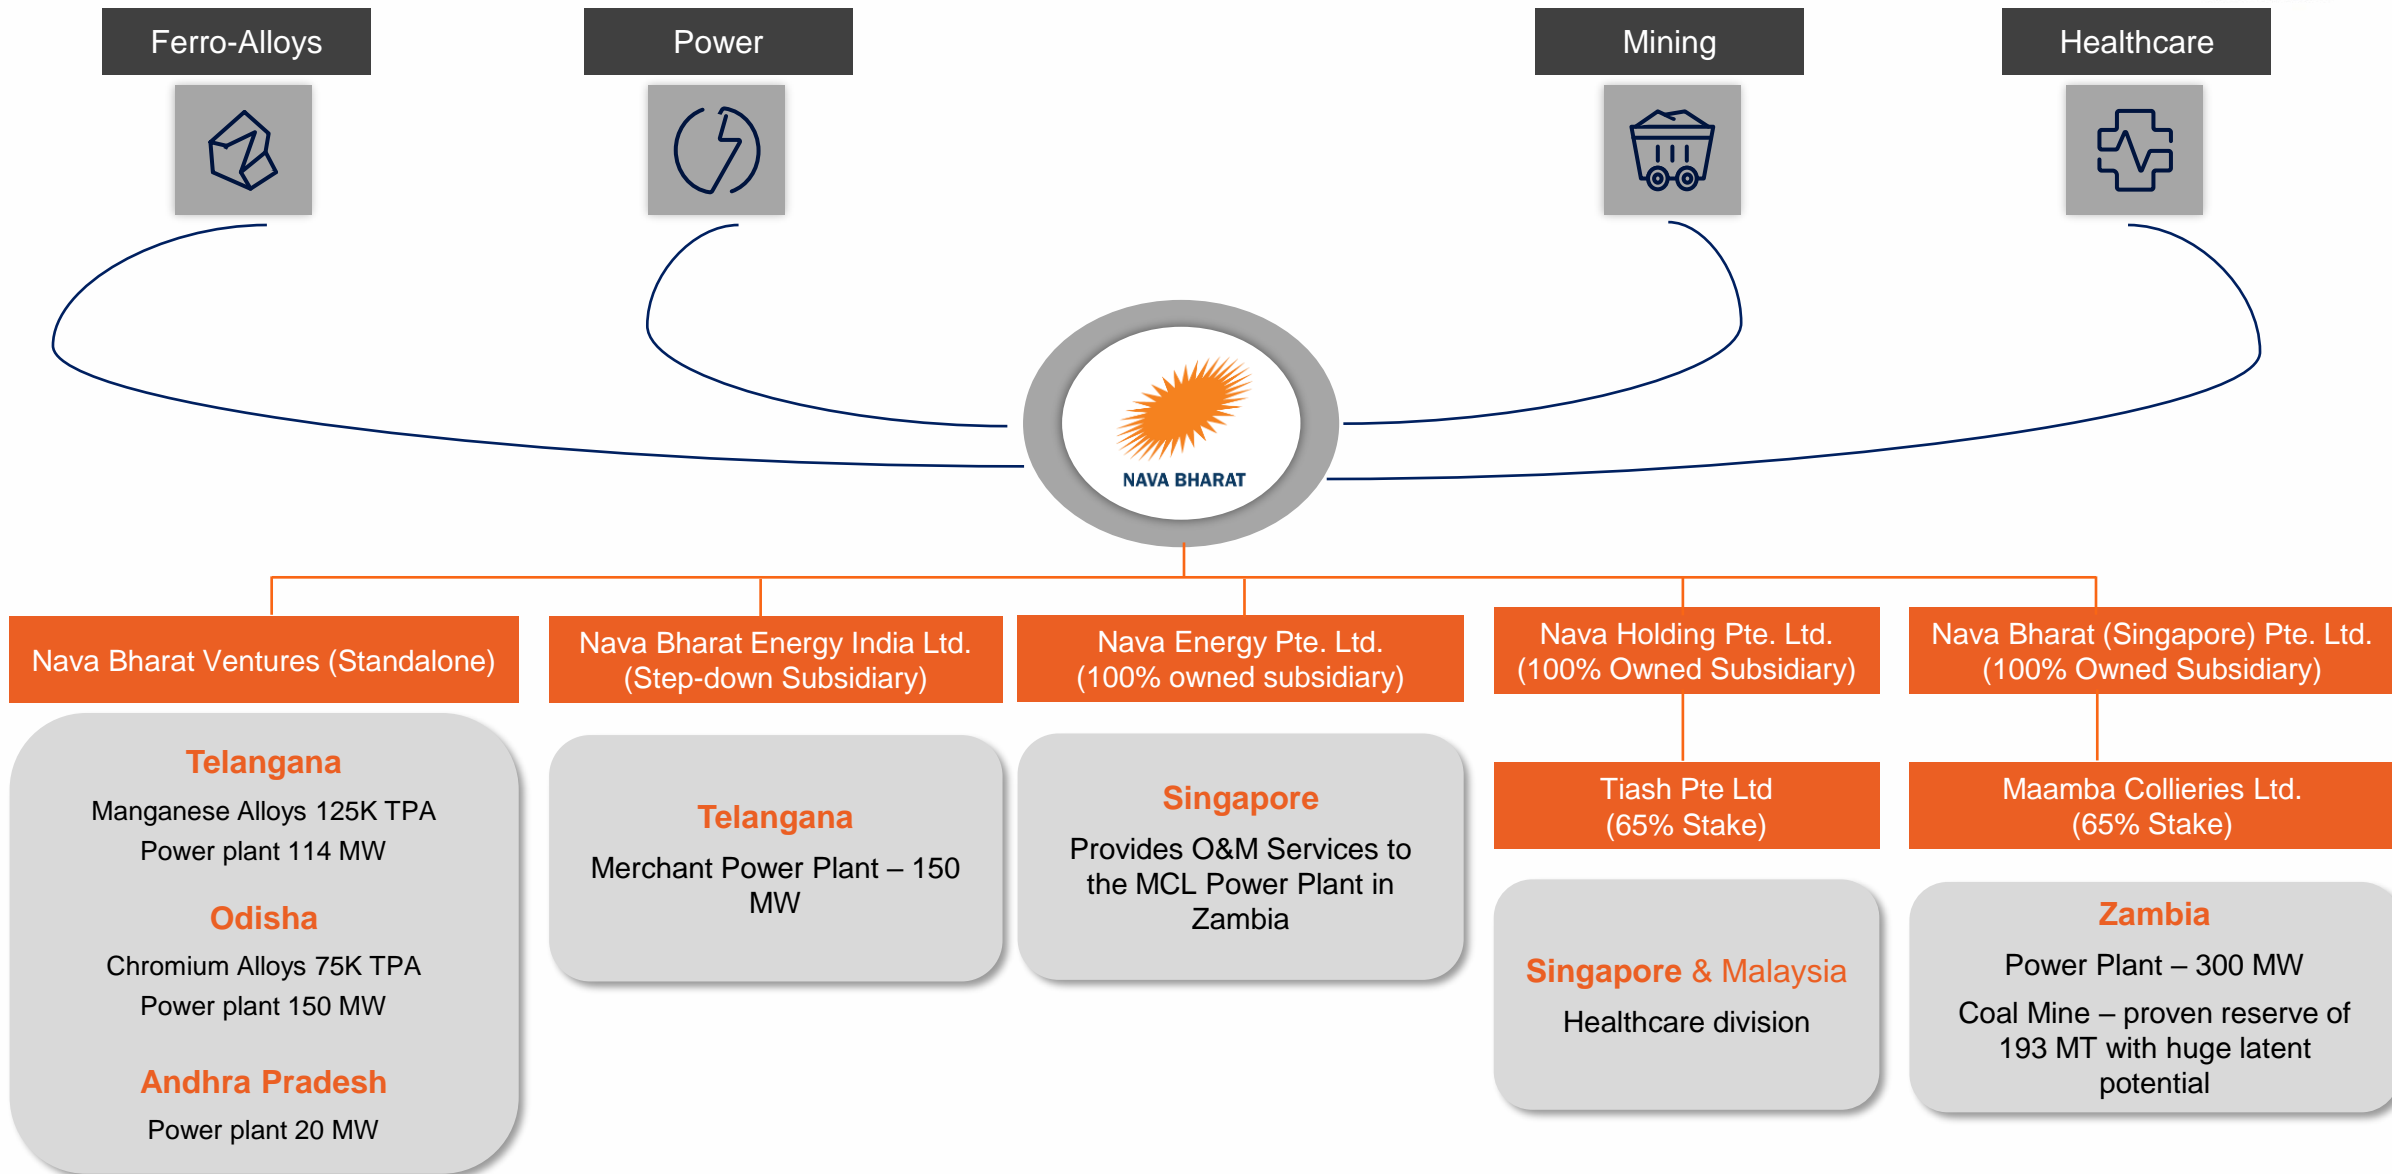 Ferro-Alloys
Power
Mining
Healthcare
NAVA BHARAT
Nava Bharat Ventures (Standalone)
Telangana
Manganese Alloys 125K TPA
Power plant 114 MW
Odisha
Chromium Alloys 75K TPA
Power plant 150 MW
Andhra Pradesh
Power plant 20 MW
Nava Bharat Energy India Ltd.
(Step-down Subsidiary)
Telangana
Merchant Power Plant – 150
MW
Nava Energy Pte. Ltd.
(100% owned subsidiary)
Singapore
Provides O&M Services to
the MCL Power Plant in
Zambia
Nava Holding Pte. Ltd.
(100% Owned Subsidiary)
Tiash Pte Ltd
(65% Stake)
Singapore & Malaysia
Healthcare division
Nava Bharat (Singapore) Pte. Ltd.
(100% Owned Subsidiary)
Maamba Collieries Ltd.
(65% Stake)
Zambia
Power Plant – 300 MW
Coal Mine – proven reserve of
193 MT with huge latent
potential